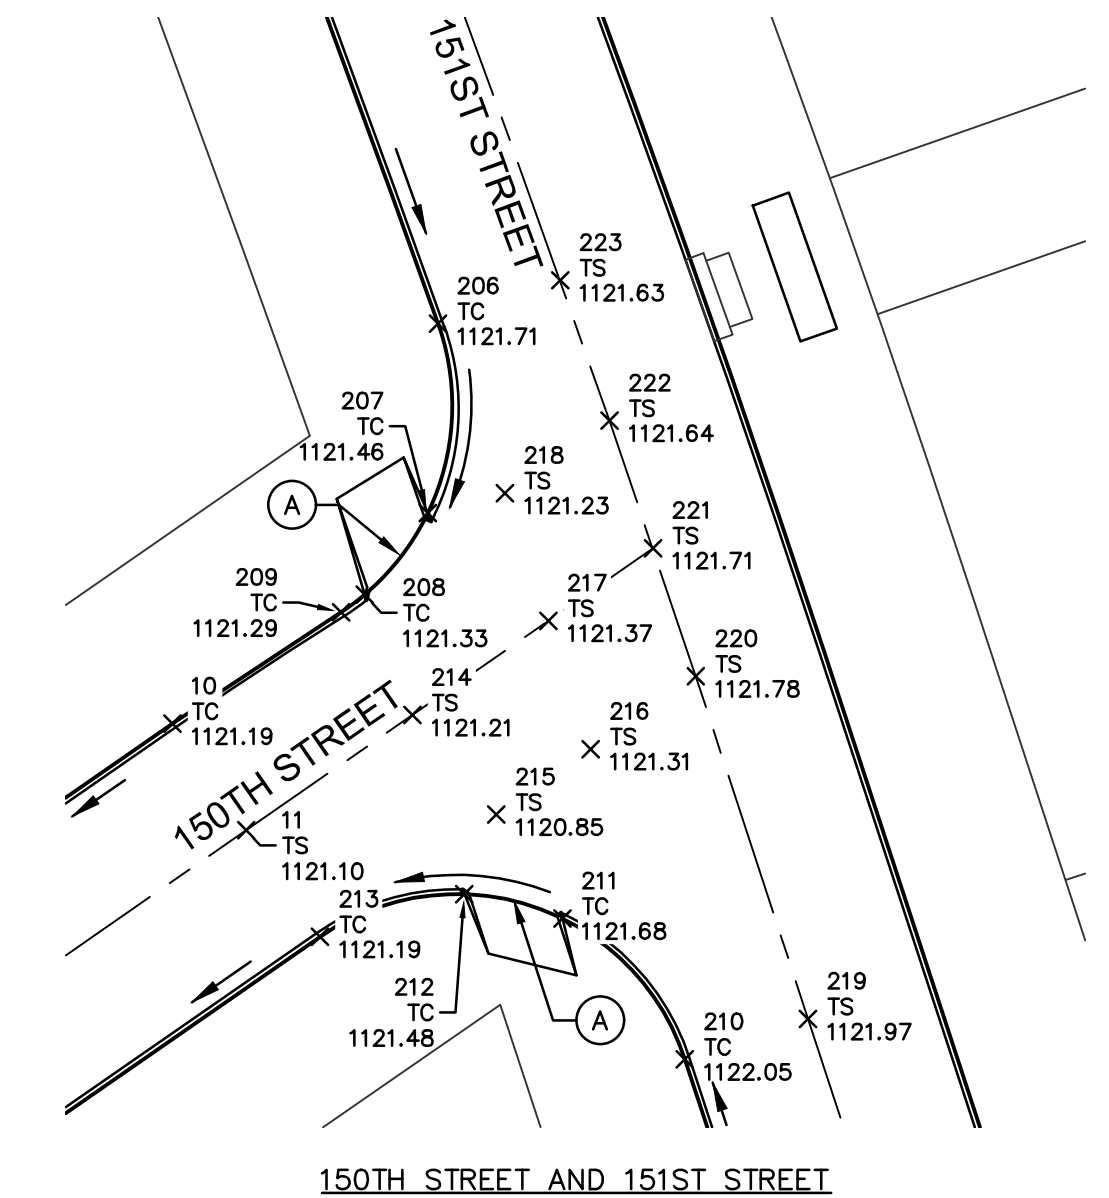 151ST STREET
223
TS
1121.63
206
TC
1121.71
222
TS
1121.64
207
TC
1121.46
218
TS
1121.23
A
221
TS
1121.71
209
TC
1121.29
208
TC
1121.33
217
TS
1121.37
220
TS
1121.78
10
TC
1121.19
214
TS
1121.21
216
TS
1121.31
150TH STREET
215
TS
1120.85
11
TS
1121.10
213
TC
1121.19
211
TC
1121.68
212
TC
1121.48
A
219
TS
1121.97
210
TC
1122.05
150TH STREET AND 151ST STREET